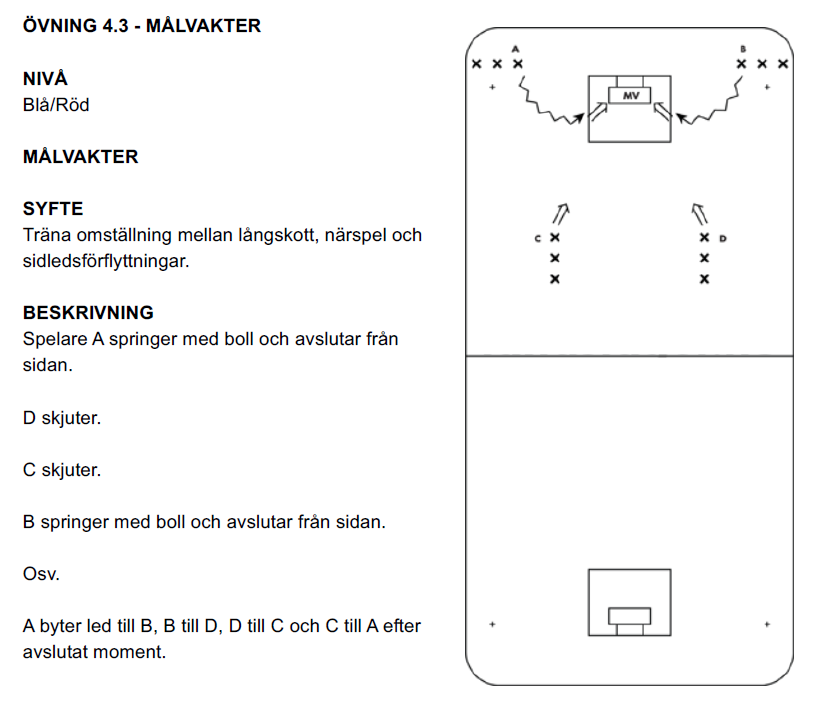 ÖVNING 4.3 - MÅLVAKTER
NIVÅ
Blå/Röd
MÅLVAKTER
SYFTE
Träna omställning mellan långskott, närspel och
sidledsförflyttningar.
BESKRIVNING
Spelare A springer med boll och avslutar från
sidan.
D skjuter.
C skjuter.
B springer med boll och avslutar från sidan.
Osv.
A byter led till B, B till D, D till C och C till A efter
avslutat moment.
A
B
MV
C
D